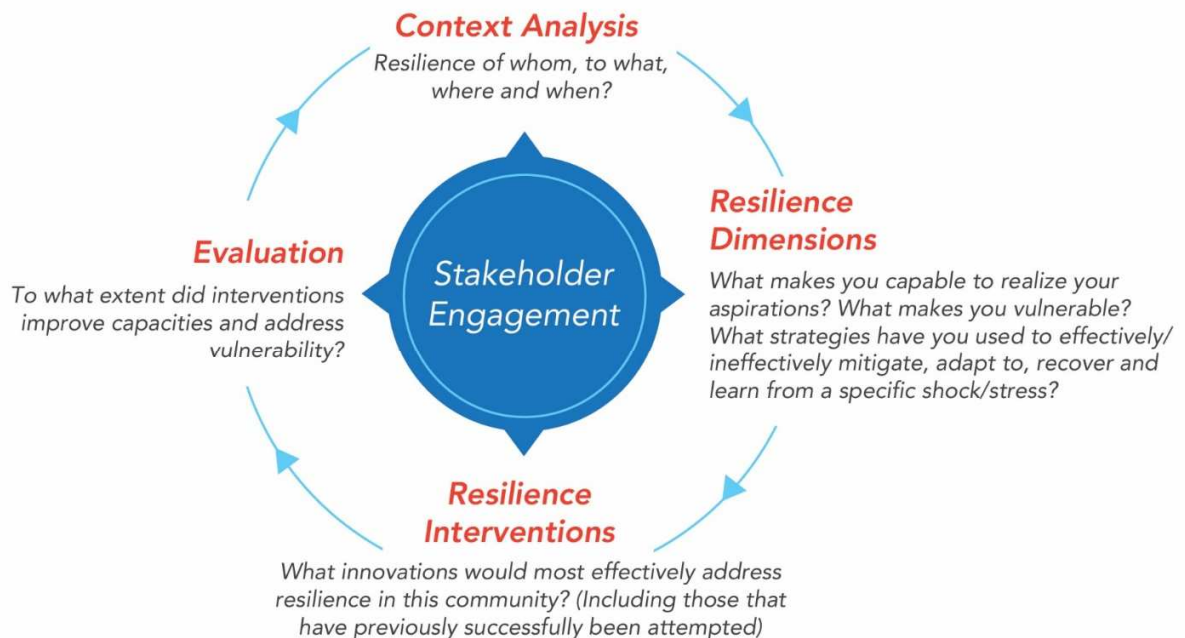 Context Analysis
Resilience of whom, to what,
where and when?
Resilience
Dimensions
What makes you capable to realize your
aspirations? What makes you vulnerable?
What strategies have you used to effectively/
ineffectively mitigate, adapt to, recover and
learn from a specific shock/stress?
Resilience
Interventions
What innovations would most effectively address
resilience in this community? (Including those that
have previously successfully been attempted)
Evaluation
To what extent did interventions
improve capacities and address
vulnerability?
Stakeholder
Engagement